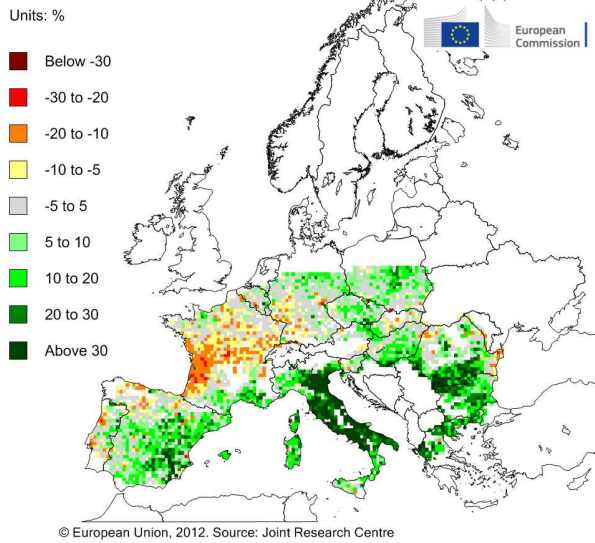 Units: %
European
Commission
Below -30
-30 to -20
-20 to -10
-10 to -5
-5 to 5
5 to 10
10 to 20
20 to 30
Above 30
© European Union, 2012. Source: Joint Research Centre